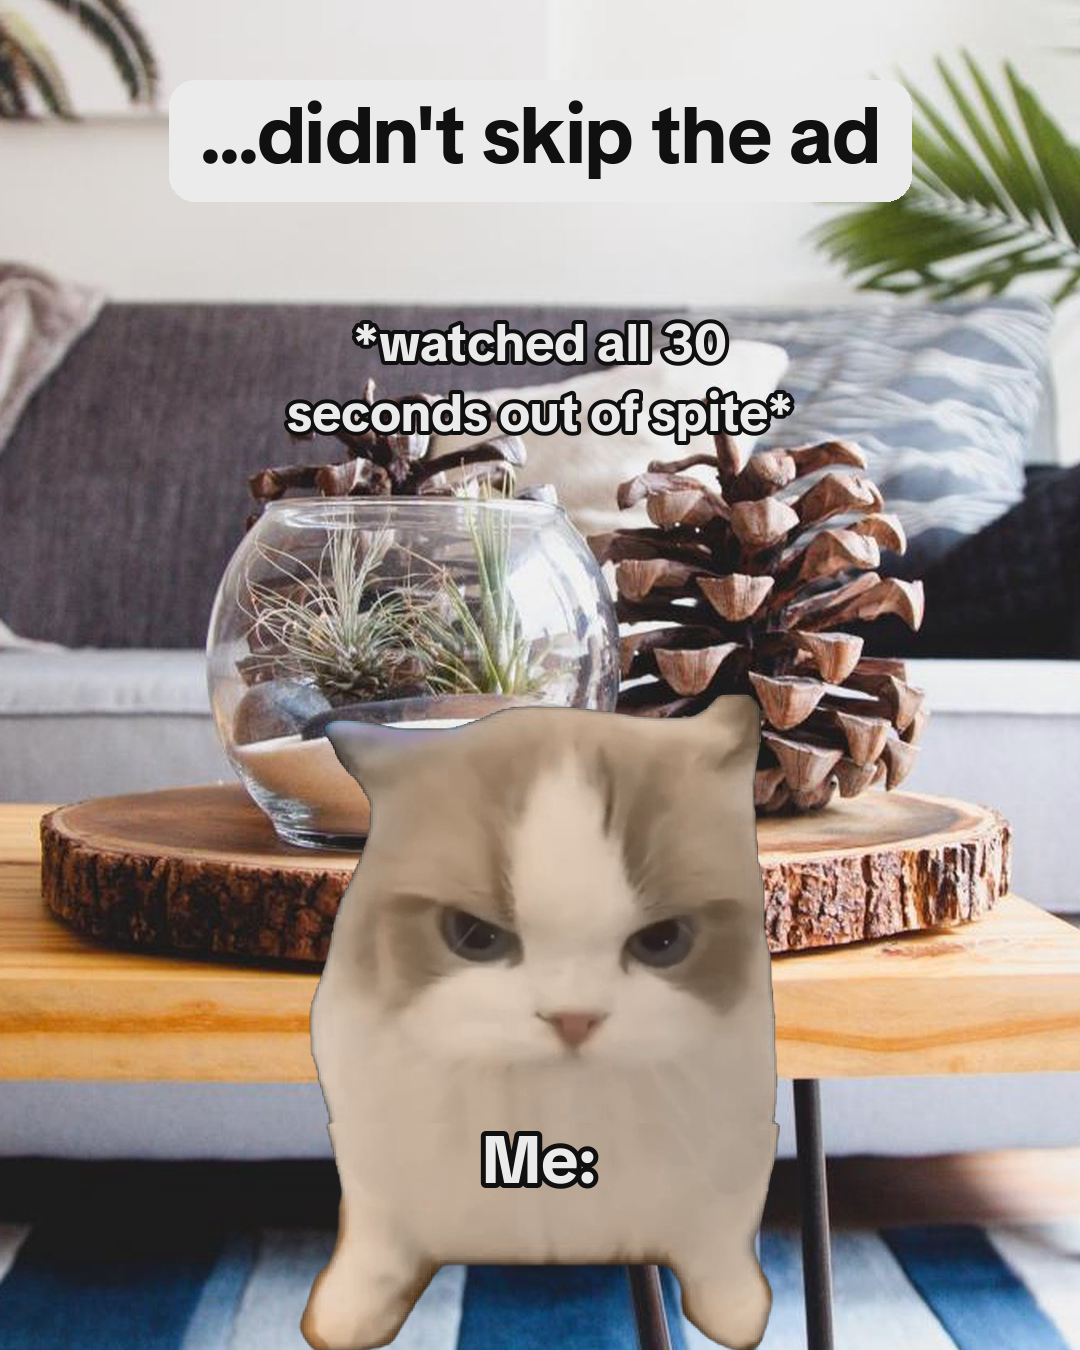 ...didn't skip the ad
*watched all 30
seconds out of spite*
Me: